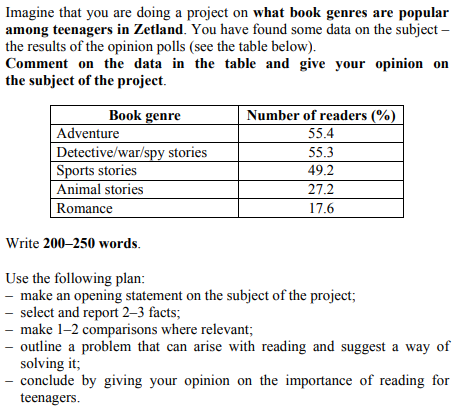 Imagine that you are doing a project on what book genres are popular
among teenagers in Zetland. You have found some data on the subject –
the results of the opinion polls (see the table below).
Comment on the data in the table and give your opinion on
the subject of the project.
Book genre Number of readers (%)
Adventure 55.4
Detective/war/spy stories 55.3
Sports stories 49.2
Animal stories 27.2
Romance 17.6
Write 200–250 words.
Use the following plan:
– make an opening statement on the subject of the project;
– select and report 2–3 facts;
– make 1–2 comparisons where relevant;
– outline a problem that can arise with reading and suggest a way of
solving it;
– conclude by giving your opinion on the importance of reading for
teenagers.